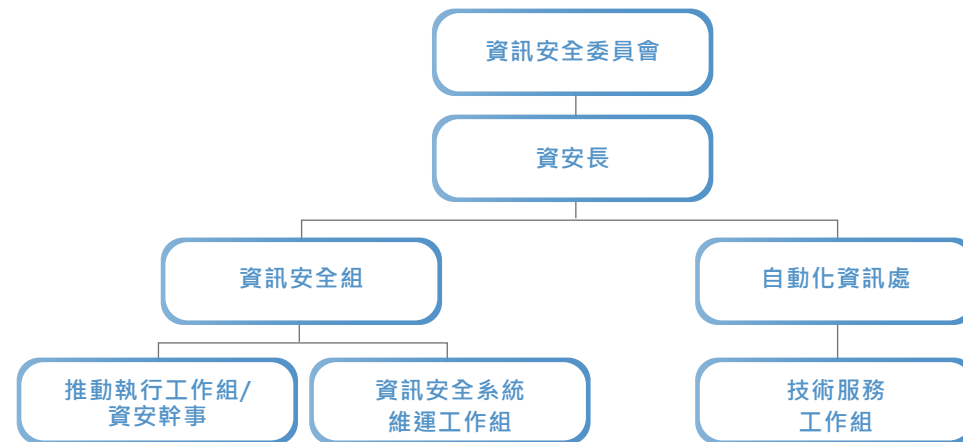 資訊安全委員會
資安長
資訊安全組
自動化資訊處
推動執行工作組/
資安幹事
資訊安全系統
維運工作組
技術服務
工作組